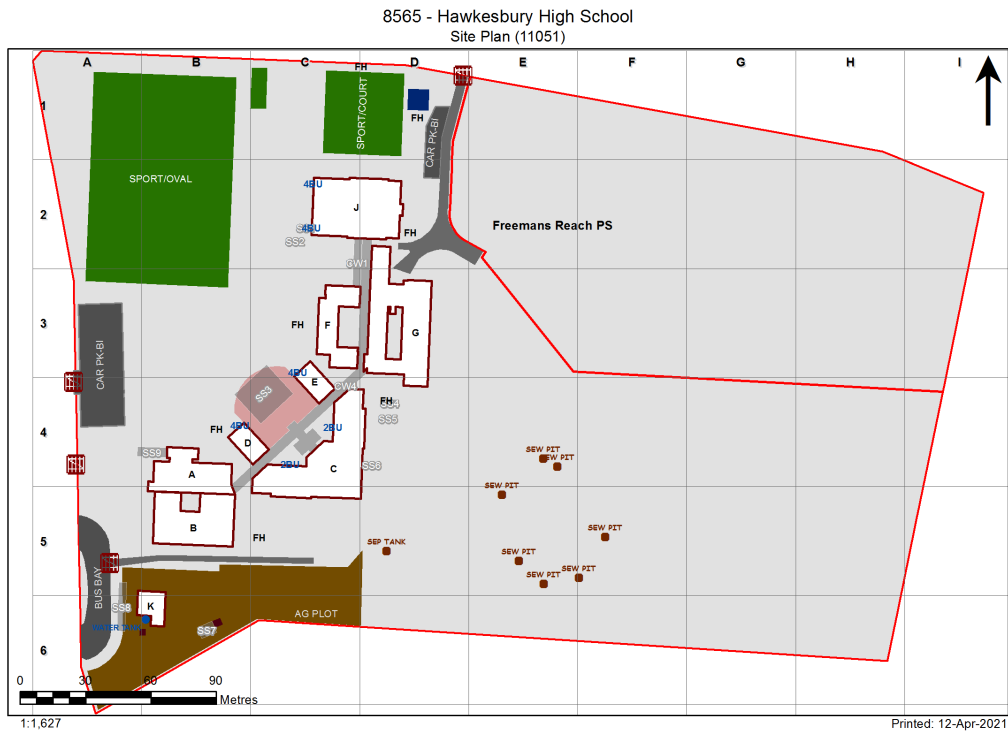 8565 - Hawkesbury High School
Site Plan (11051)
A B C D E F G H I
FH
1
SPORT/COURT
FH
CAR PK-BI
SPORT/OVAL
4BU
2
J
4BU
SS2
FH
Freemans Reach PS
CW1
3
FH
F
G
CAR PK-BI
4BU
E
CW4
SS3
FH
SS4
SS5
4
FH
4BU
D
2BU
SS9
A
2BU
C
SS6
SEW PIT
SEW PIT
SEW PIT
B
SEW PIT
5
FH
SEP TANK
SEW PIT
SEW PIT
SEW PIT
BUS BAY
SS8
K
AG PLOT
WATER TANK
SS7
6
0 30 60 90
Metres
1:1,627
Printed: 12-Apr-2021